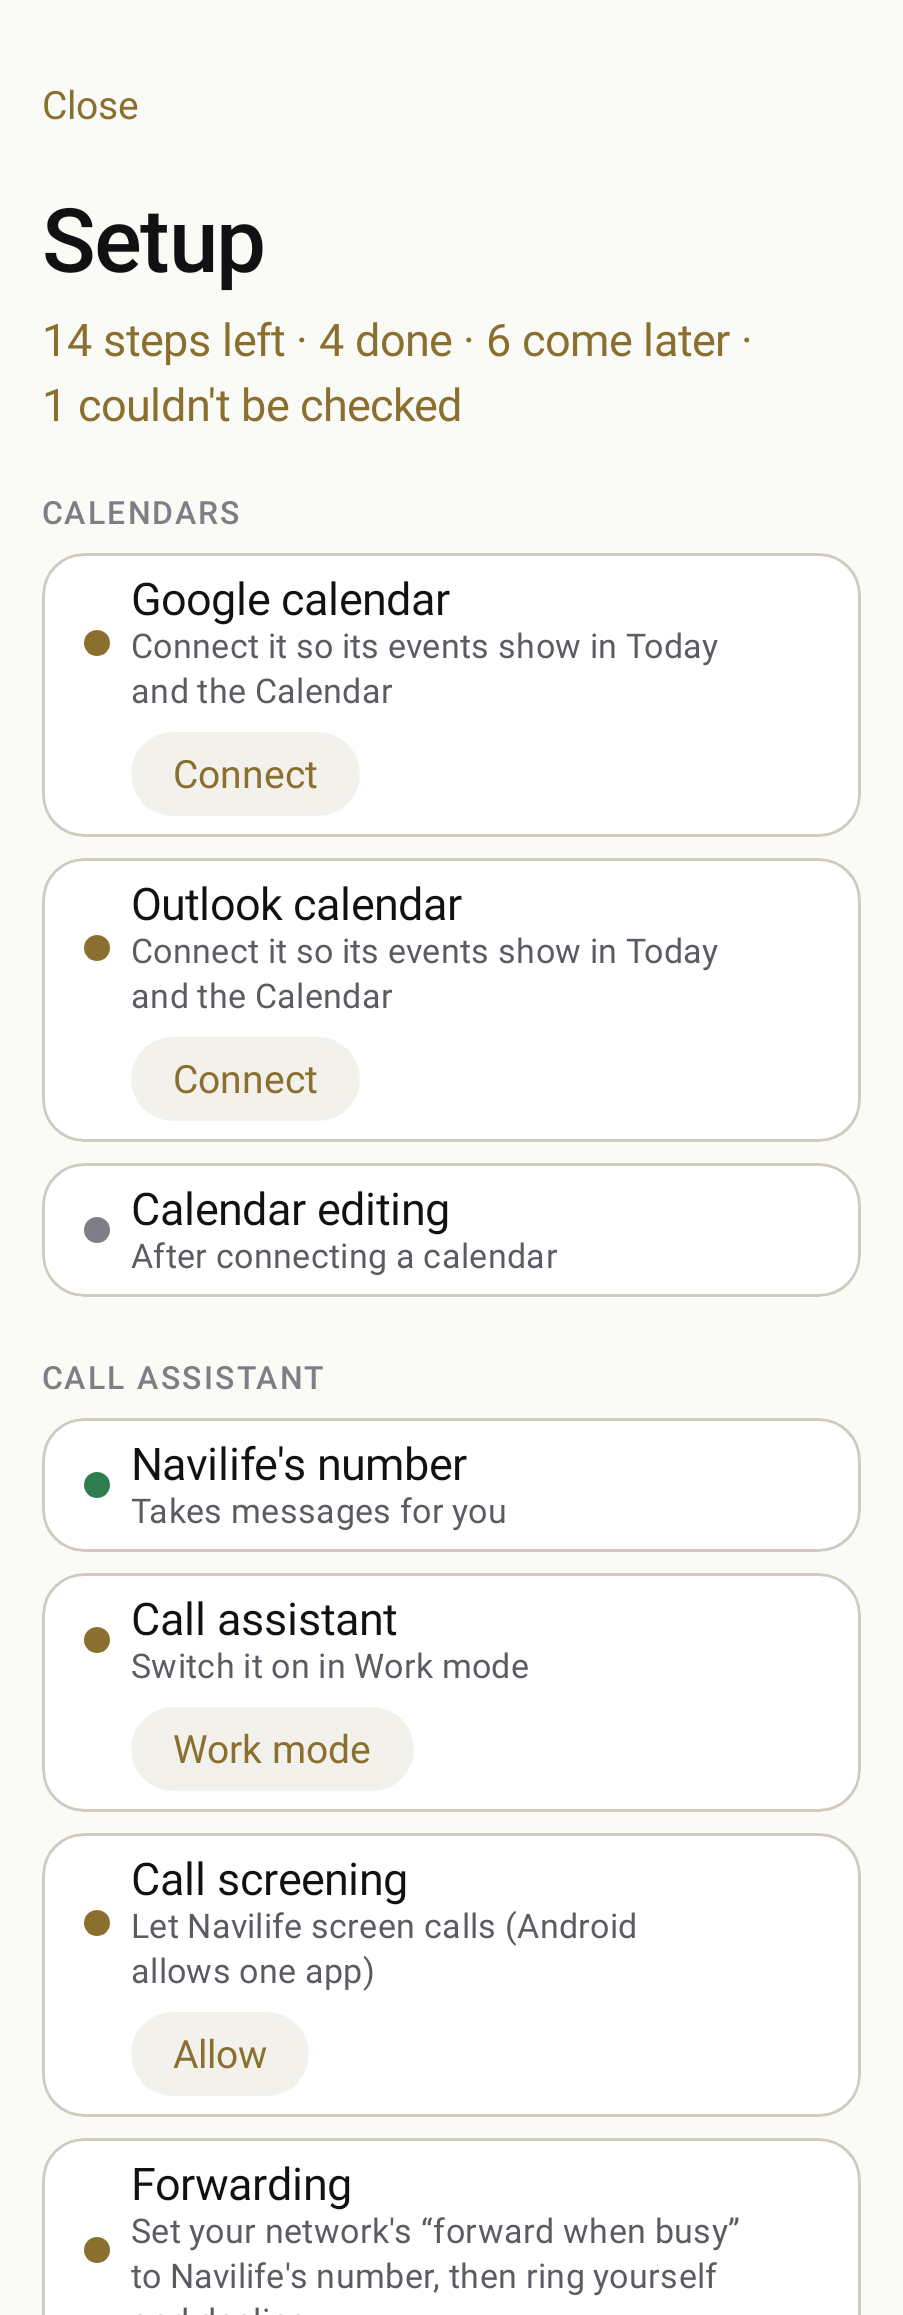 Close
Setup
14 steps left · 4 done · 6 come later ·
1 couldn't be checked
CALENDARS
Google calendar
Connect it so its events show in Today
and the Calendar
Connect
Outlook calendar
Connect it so its events show in Today
and the Calendar
Connect
Calendar editing
After connecting a calendar
CALL ASSISTANT
Navilife's number
Takes messages for you
Call assistant
Switch it on in Work mode
Work mode
Call screening
Let Navilife screen calls (Android
allows one app)
Allow
Forwarding
Set your network's “forward when busy”
to Navilife's number, then ring yourself